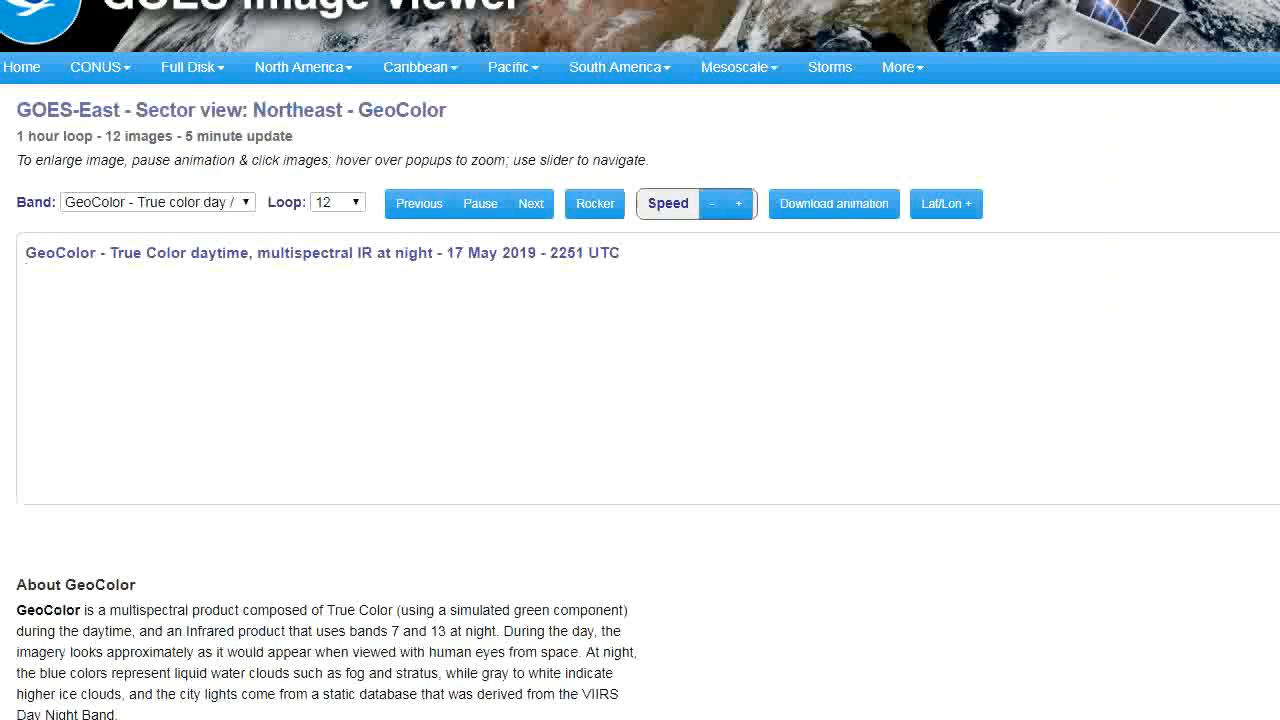 GOES Image Viewer
Home CONUS Full Disk North America Caribbean Pacific South America Mesoscale Storms More
GOES-East - Sector view: Northeast - GeoColor
1 hour loop - 12 images - 5 minute update
To enlarge image, pause animation & click images; hover over popups to zoom; use slider to navigate.
Band: GeoColor - True color day / Loop: 12 Previous Pause Next Rocker Speed - + Download animation Lat/Lon +
GeoColor - True Color daytime, multispectral IR at night - 17 May 2019 - 2251 UTC
About GeoColor
GeoColor is a multispectral product composed of True Color (using a simulated green component)
during the daytime, and an Infrared product that uses bands 7 and 13 at night. During the day, the
imagery looks approximately as it would appear when viewed with human eyes from space. At night,
the blue colors represent liquid water clouds such as fog and stratus, while gray to white indicate
higher ice clouds, and the city lights come from a static database that was derived from the VIIRS
Day Night Band.